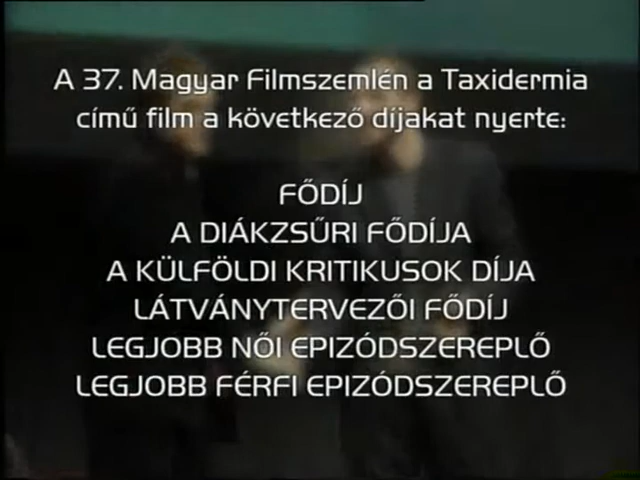 A 37. Magyar Filmszemlén a Taxidermia
című film a következő díjakat nyerte:
FŐDÍJ
A DIÁKZSŰRI FŐDÍJA
A KÜLFÖLDI KRITIKUSOK DÍJA
LÁTVÁNYTERVEZŐI FŐDÍJ
LEGJOBB NŐI EPIZÓDSZEREPLŐ
LEGJOBB FÉRFI EPIZÓDSZEREPLŐ